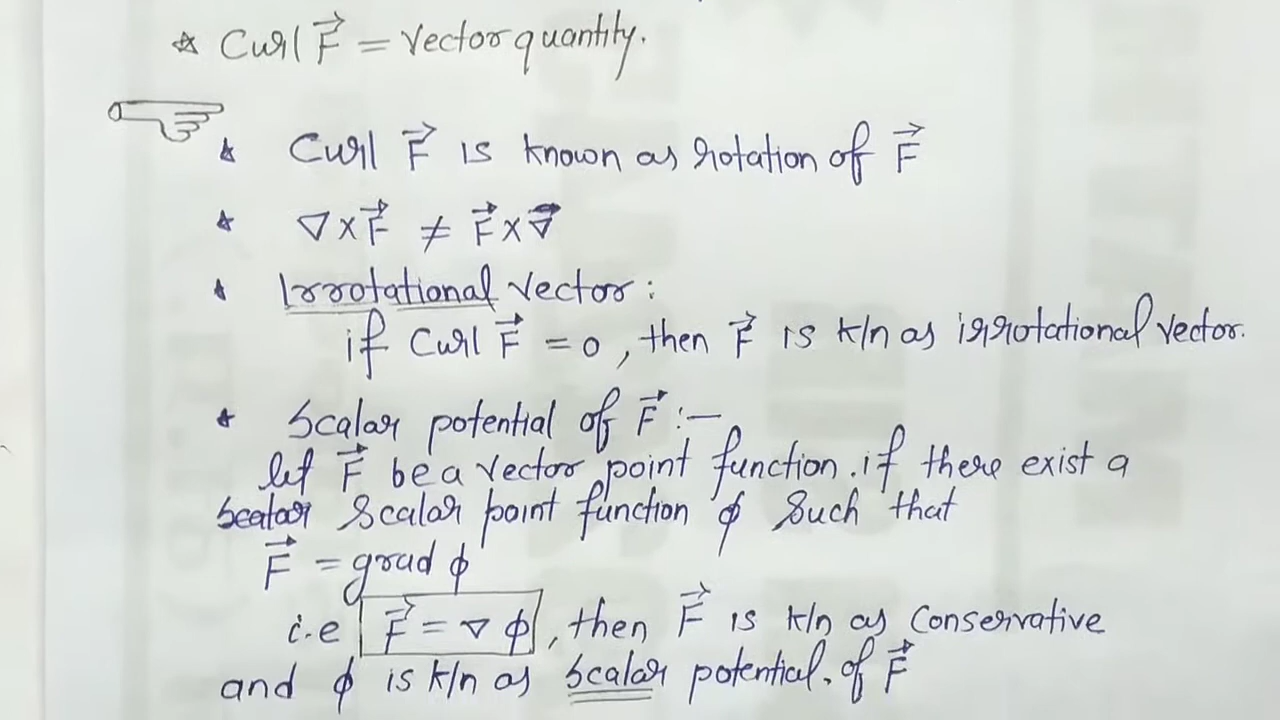 ☆ Curl F⃗ = Vector quantity.
☆ Curl F⃗ is known as rotation of F⃗
☆ ∇×F⃗ ≠ F⃗×∇⃗
☆ Irrotational Vector :
if Curl F⃗ = 0 , then F⃗ is k/n as irrotational vector.
☆ Scalar potential of F⃗ :—
let F⃗ be a vector point function. if there exist a
scalar Scalar point function ϕ Such that
F⃗ = grad ϕ
i.e F⃗ = ∇ ϕ , then F⃗ is k/n as Conservative
and ϕ is k/n as scalar potential. of F⃗